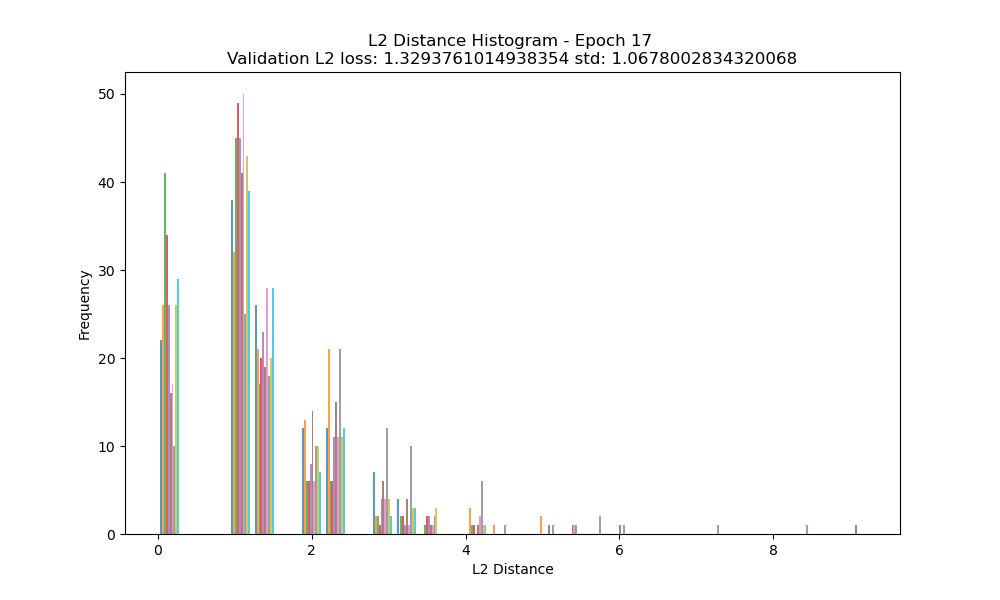 L2 Distance Histogram - Epoch 17
Validation L2 loss: 1.3293761014938354 std: 1.0678002834320068
50
40
30
20
10
0
Frequency
0 2 4 6 8
L2 Distance